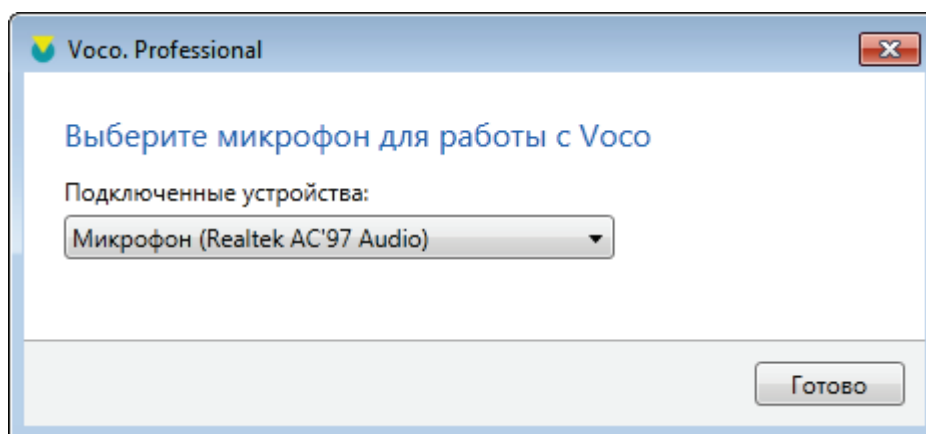 Voco. Professional
Выберите микрофон для работы с Voco
Подключенные устройства:
Микрофон (Realtek AC'97 Audio)
Готово